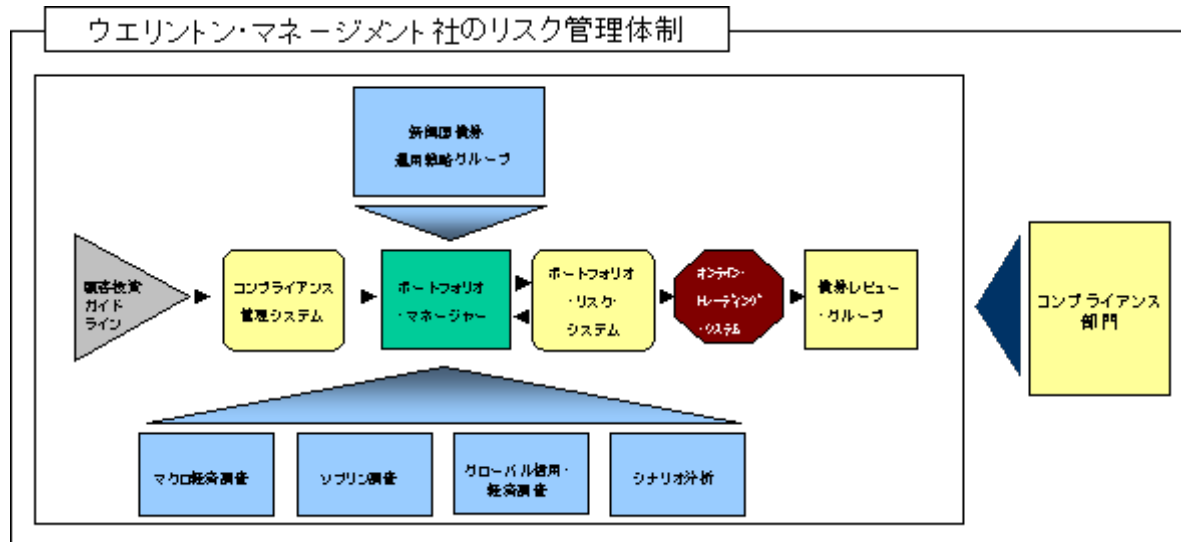 ウエリントン・マネージメント社のリスク管理体制
新興国債券
運用戦略グループ
顧客投資
ガイド
ライン
コンプライアンス
管理システム
ポートフォリオ
・マネージャー
ポートフォリオ
・リスク・
システム
オンライン・
トレーディング
・システム
債券レビュー
・グループ
コンプライアンス
部門
マクロ経済調査
ソブリン調査
グローバル信用・
経済調査
シナリオ分析